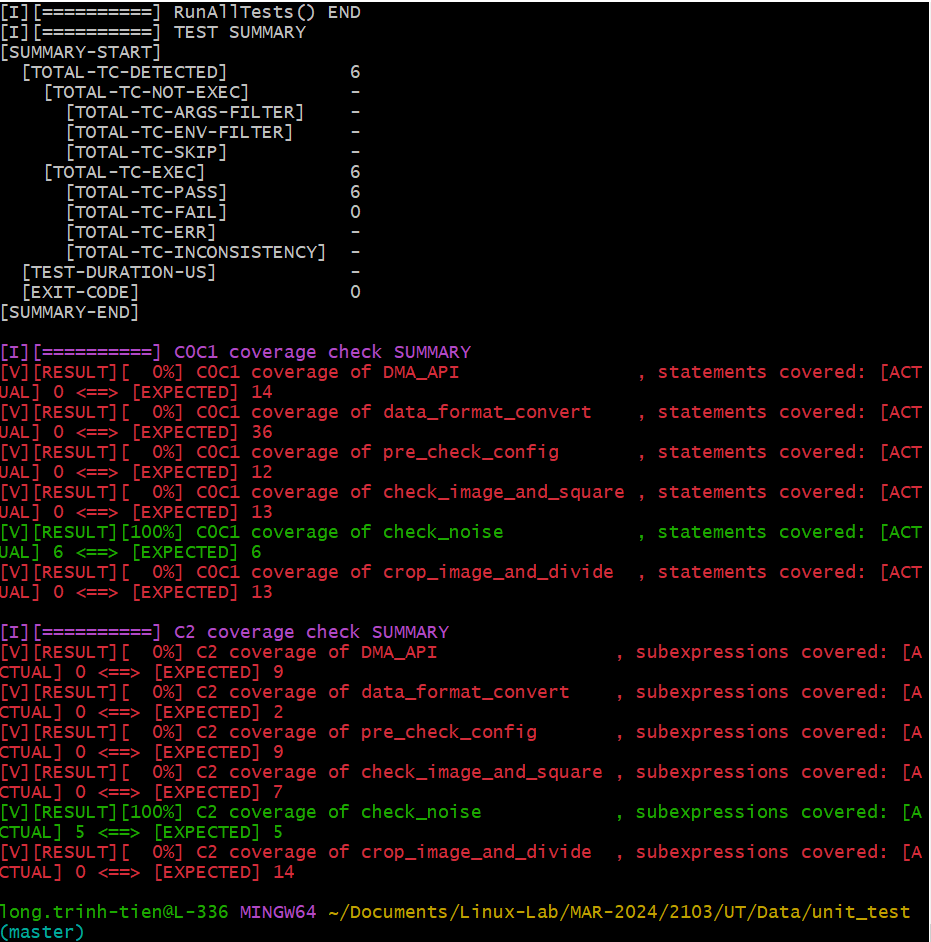 [I][==========] RunAllTests() END
[I][==========] TEST SUMMARY
[SUMMARY-START]
  [TOTAL-TC-DETECTED]           6
    [TOTAL-TC-NOT-EXEC]         -
      [TOTAL-TC-ARGS-FILTER]    -
      [TOTAL-TC-ENV-FILTER]     -
      [TOTAL-TC-SKIP]           -
    [TOTAL-TC-EXEC]             6
      [TOTAL-TC-PASS]           6
      [TOTAL-TC-FAIL]           0
      [TOTAL-TC-ERR]            -
      [TOTAL-TC-INCONSISTENCY]  -
  [TEST-DURATION-US]            -
  [EXIT-CODE]                   0
[SUMMARY-END]

[I][==========] C0C1 coverage check SUMMARY
[V][RESULT][  0%] C0C1 coverage of DMA_API                , statements covered: [ACT
UAL] 0 <==> [EXPECTED] 14
[V][RESULT][  0%] C0C1 coverage of data_format_convert    , statements covered: [ACT
UAL] 0 <==> [EXPECTED] 36
[V][RESULT][  0%] C0C1 coverage of pre_check_config       , statements covered: [ACT
UAL] 0 <==> [EXPECTED] 12
[V][RESULT][  0%] C0C1 coverage of check_image_and_square , statements covered: [ACT
UAL] 0 <==> [EXPECTED] 13
[V][RESULT][100%] C0C1 coverage of check_noise            , statements covered: [ACT
UAL] 6 <==> [EXPECTED] 6
[V][RESULT][  0%] C0C1 coverage of crop_image_and_divide  , statements covered: [ACT
UAL] 0 <==> [EXPECTED] 13

[I][==========] C2 coverage check SUMMARY
[V][RESULT][  0%] C2 coverage of DMA_API                , subexpressions covered: [A
CTUAL] 0 <==> [EXPECTED] 9
[V][RESULT][  0%] C2 coverage of data_format_convert    , subexpressions covered: [A
CTUAL] 0 <==> [EXPECTED] 2
[V][RESULT][  0%] C2 coverage of pre_check_config       , subexpressions covered: [A
CTUAL] 0 <==> [EXPECTED] 9
[V][RESULT][  0%] C2 coverage of check_image_and_square , subexpressions covered: [A
CTUAL] 0 <==> [EXPECTED] 7
[V][RESULT][100%] C2 coverage of check_noise            , subexpressions covered: [A
CTUAL] 5 <==> [EXPECTED] 5
[V][RESULT][  0%] C2 coverage of crop_image_and_divide  , subexpressions covered: [A
CTUAL] 0 <==> [EXPECTED] 14

long.trinh-tien@L-336 MINGW64 ~/Documents/Linux-Lab/MAR-2024/2103/UT/Data/unit_test
(master)